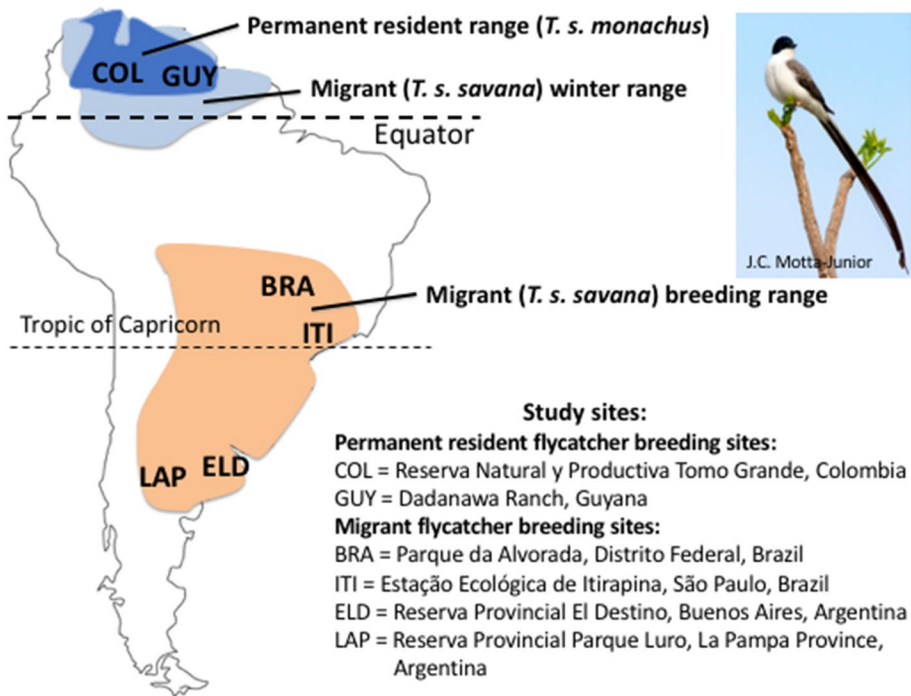 Permanent resident range (T. s. monachus)
COL GUY
Migrant (T. s. savana) winter range
Equator
J.C. Motta-Junior
BRA
Migrant (T. s. savana) breeding range
Tropic of Capricorn
ITI
LAP ELD
Study sites:
Permanent resident flycatcher breeding sites:
COL = Reserva Natural y Productiva Tomo Grande, Colombia
GUY = Dadanawa Ranch, Guyana
Migrant flycatcher breeding sites:
BRA = Parque da Alvorada, Distrito Federal, Brazil
ITI = Estação Ecológica de Itirapina, São Paulo, Brazil
ELD = Reserva Provincial El Destino, Buenos Aires, Argentina
LAP = Reserva Provincial Parque Luro, La Pampa Province,
Argentina